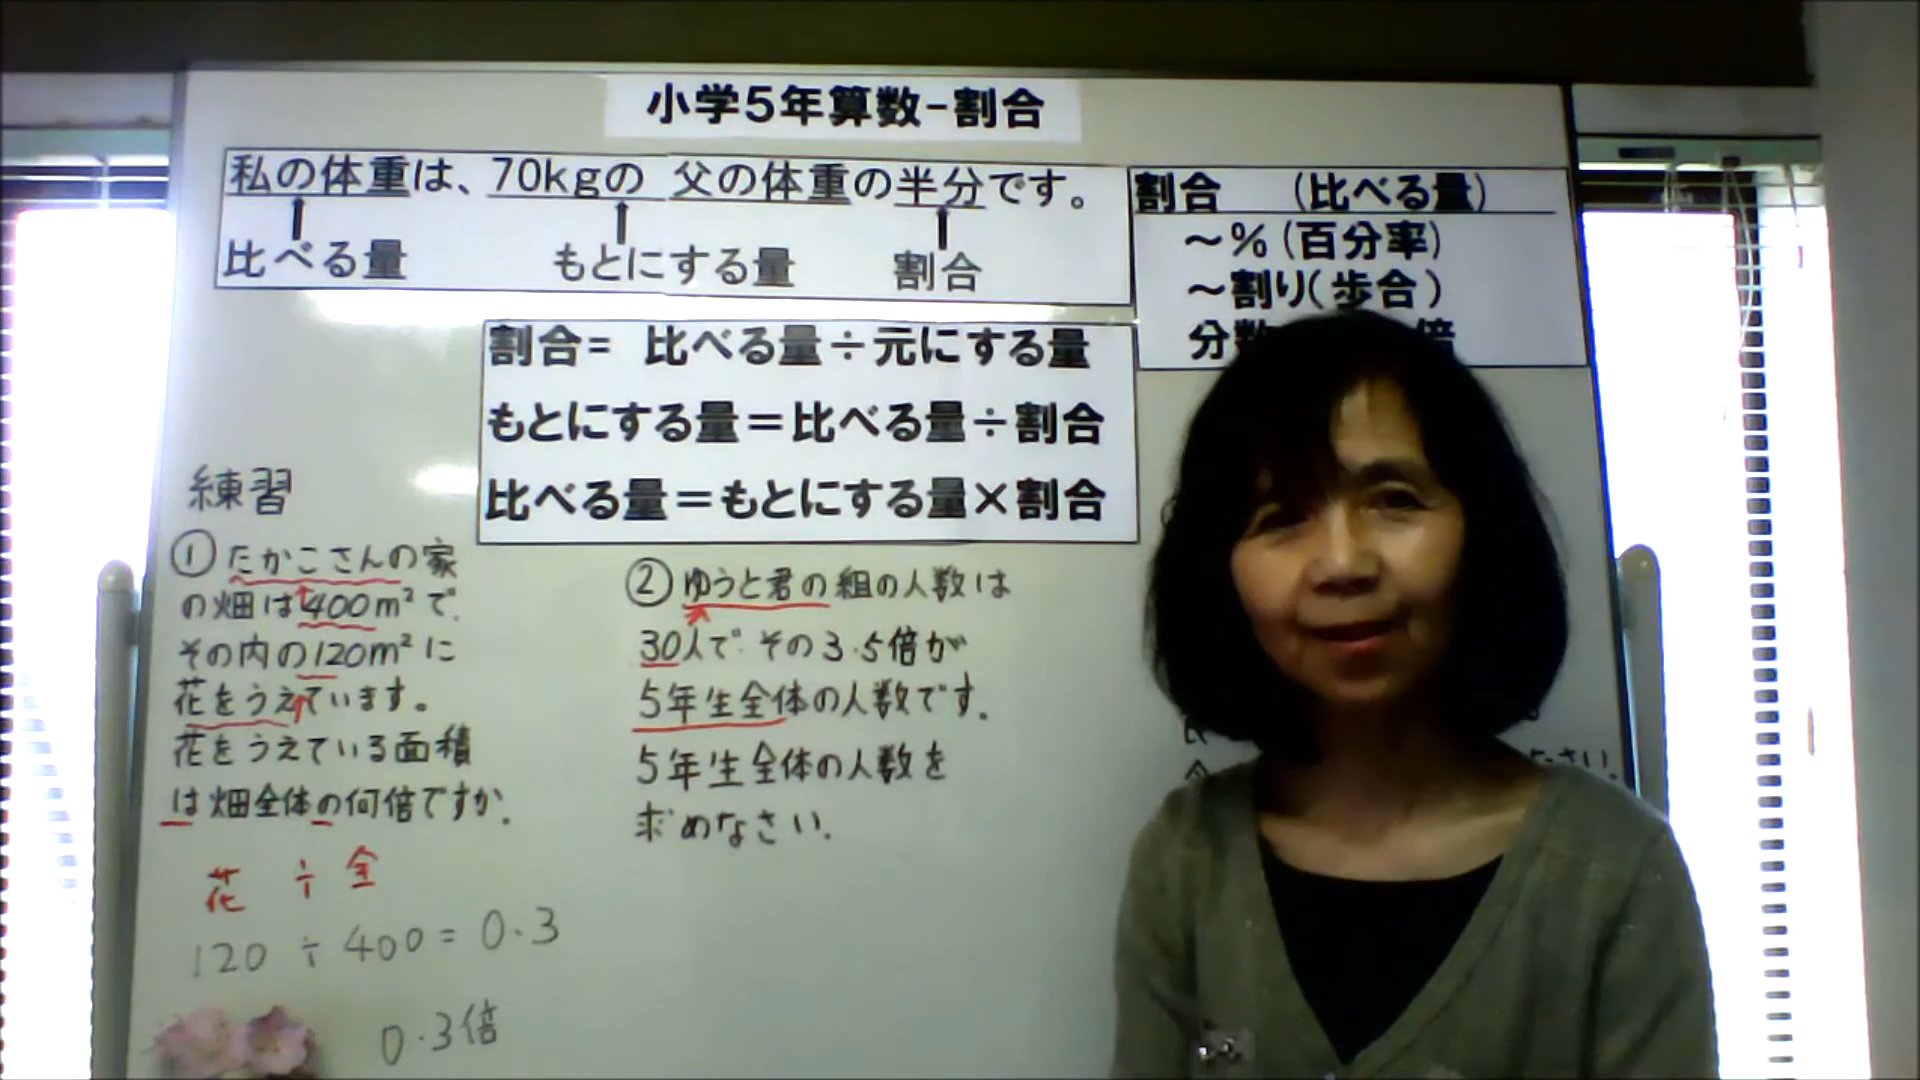 小学5年算数-割合
私の体重は、70kgの 父の体重の半分です。
比べる量 もとにする量 割合
割合 (比べる量)
～%(百分率)
～割り(歩合)
分数 倍
割合= 比べる量÷元にする量
もとにする量=比べる量÷割合
比べる量=もとにする量×割合
練習
① たかこさんの家
の畑は400m²で.
その内の120m²に
花をうえています。
花をうえている面積
は畑全体の何倍ですか.
花 ÷ 全
120 ÷ 400 = 0.3
0.3倍
② ゆうと君の組の人数は
30人で その3.5倍が
5年生全体の人数です.
5年生全体の人数を
求めなさい.
さい.